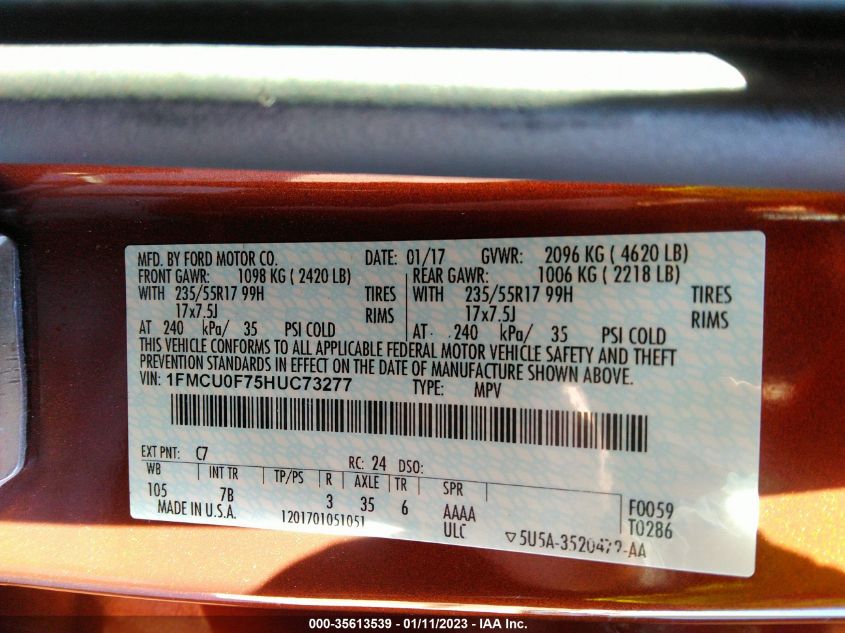 MFD. BY FORD MOTOR CO. DATE: 01/17 GVWR: 2096 KG ( 4620 LB)
FRONT GAWR: 1098 KG ( 2420 LB) REAR GAWR: 1006 KG ( 2218 LB)
WITH 235/55R17 99H TIRES WITH 235/55R17 99H TIRES
17x7.5J RIMS 17x7.5J RIMS
AT 240 kPa/ 35 PSI COLD AT 240 kPa/ 35 PSI COLD
THIS VEHICLE CONFORMS TO ALL APPLICABLE FEDERAL MOTOR VEHICLE SAFETY AND THEFT
PREVENTION STANDARDS IN EFFECT ON THE DATE OF MANUFACTURE SHOWN ABOVE.
VIN: 1FMCU0F75HUC73277 TYPE: MPV
EXT PNT: C7 RC: 24 DSO:
WB INT TR TP/PS R AXLE TR SPR
105 7B 3 35 6 AAAA F0059
MADE IN U.S.A. 1201701051051 ULC T0286
▽5U5A-3520472-AA
000-35613539 - 01/11/2023 - IAA Inc.